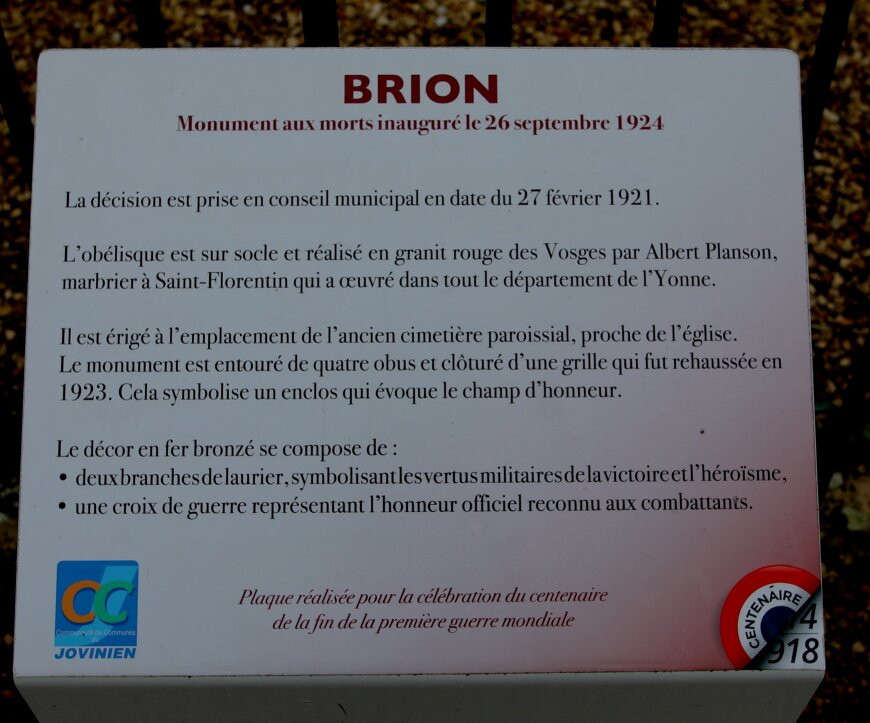 BRION
Monument aux morts inauguré le 26 septembre 1924
La décision est prise en conseil municipal en date du 27 février 1921.
L'obélisque est sur socle et réalisé en granit rouge des Vosges par Albert Planson,
marbrier à Saint-Florentin qui a œuvré dans tout le département de l'Yonne.
Il est érigé à l'emplacement de l'ancien cimetière paroissial, proche de l'église.
Le monument est entouré de quatre obus et clôturé d'une grille qui fut rehaussée en
1923. Cela symbolise un enclos qui évoque le champ d'honneur.
Le décor en fer bronzé se compose de :
• deux branches de laurier, symbolisant les vertus militaires de la victoire et l'héroïsme,
• une croix de guerre représentant l'honneur officiel reconnu aux combattants.
Plaque réalisée pour la célébration du centenaire
de la fin de la première guerre mondiale
CC
Communauté de Communes
du
JOVINIEN
CENTENAIRE
14
918